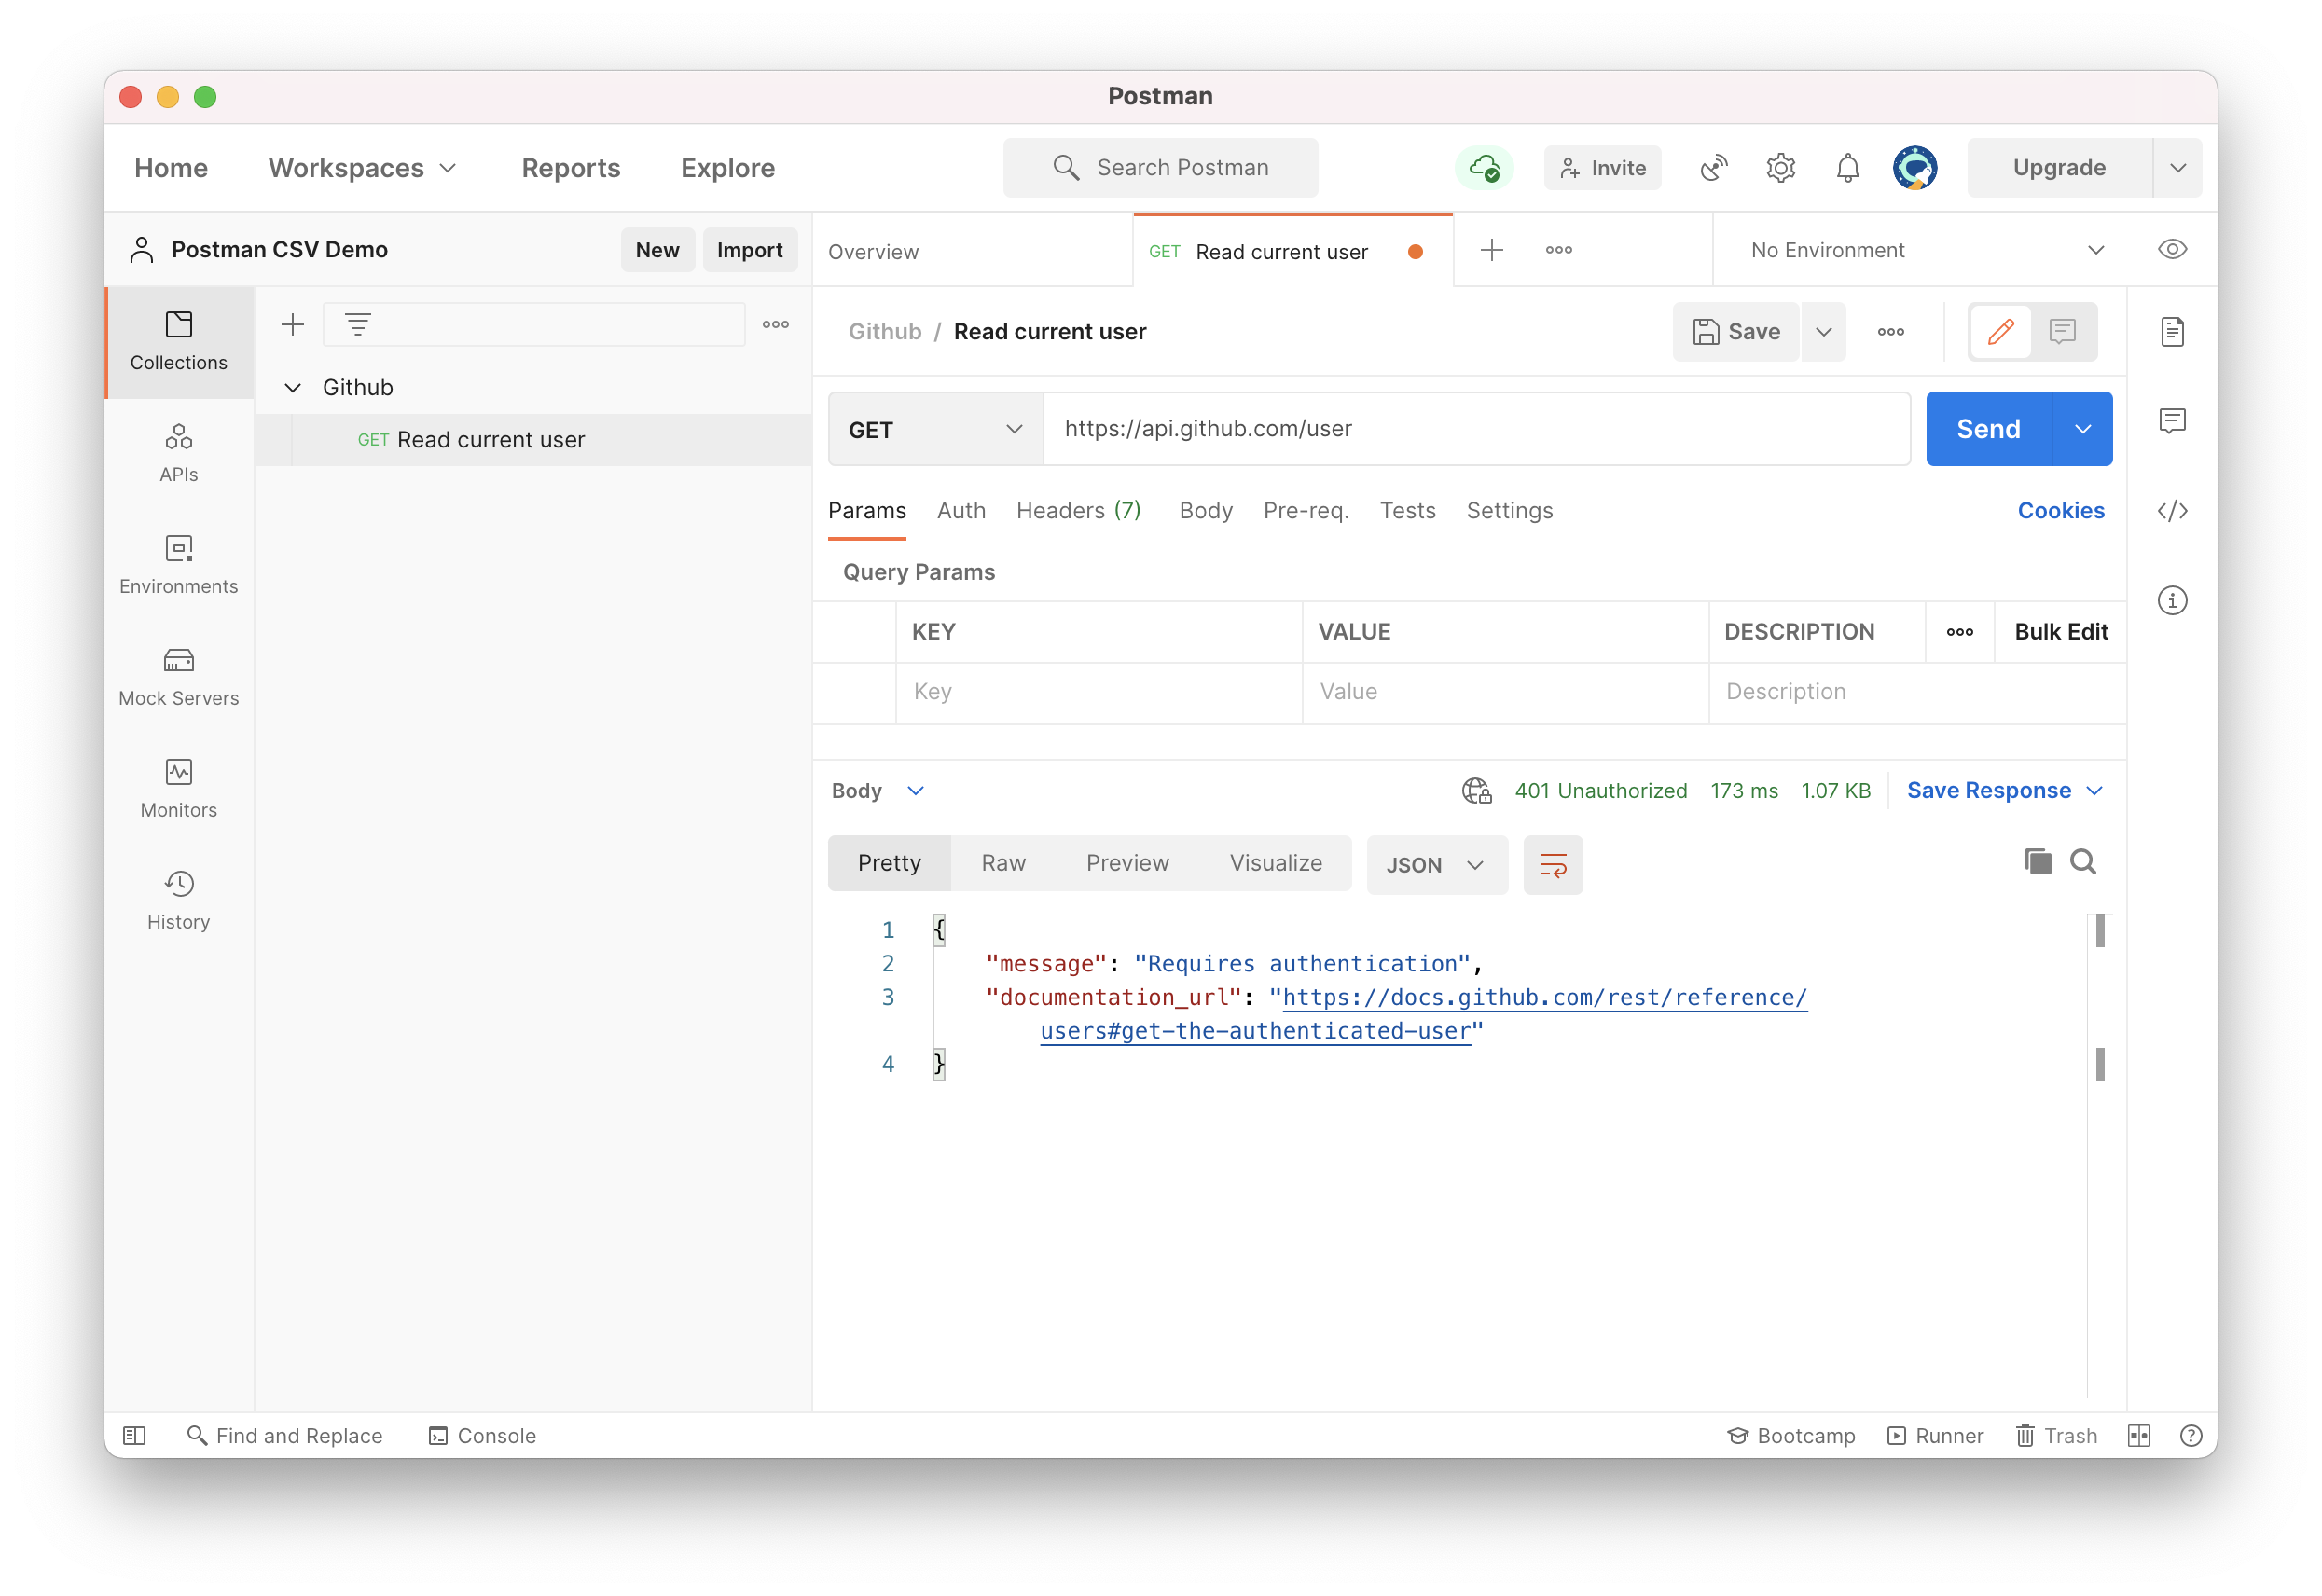 Postman
Home Workspaces Reports Explore Search Postman Invite Upgrade
Postman CSV Demo New Import
Overview GET Read current user No Environment
Collections
APIs
Environments
Mock Servers
Monitors
History
Github
GET Read current user
Github / Read current user Save
GET https://api.github.com/user Send
Params Auth Headers (7) Body Pre-req. Tests Settings Cookies
Query Params
KEY VALUE DESCRIPTION Bulk Edit
Key Value Description
Body 401 Unauthorized 173 ms 1.07 KB Save Response
Pretty Raw Preview Visualize JSON
1 {
2 "message": "Requires authentication",
3 "documentation_url": "https://docs.github.com/rest/reference/
users#get-the-authenticated-user"
4 }
Find and Replace Console Bootcamp Runner Trash